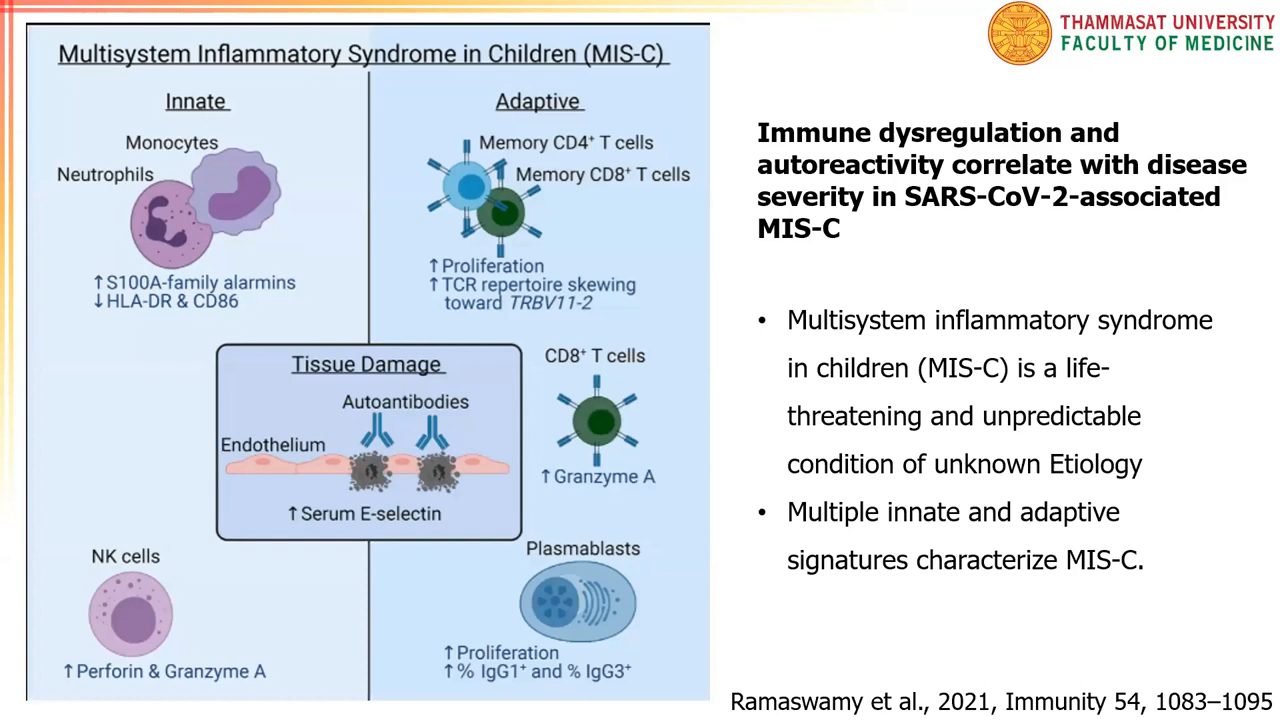 THAMMASAT UNIVERSITY
FACULTY OF MEDICINE
Multisystem Inflammatory Syndrome in Children (MIS-C)
Innate
Monocytes
Neutrophils
↑S100A-family alarmins
↓HLA-DR & CD86
Adaptive
Memory CD4⁺ T cells
Memory CD8⁺ T cells
↑Proliferation
↑TCR repertoire skewing
toward TRBV11-2
Tissue Damage
Autoantibodies
Endothelium
↑Serum E-selectin
CD8⁺ T cells
↑Granzyme A
NK cells
↑Perforin & Granzyme A
Plasmablasts
↑Proliferation
↑% IgG1⁺ and % IgG3⁺
Immune dysregulation and
autoreactivity correlate with disease
severity in SARS-CoV-2-associated
MIS-C
• Multisystem inflammatory syndrome
in children (MIS-C) is a life-
threatening and unpredictable
condition of unknown Etiology
• Multiple innate and adaptive
signatures characterize MIS-C.
Ramaswamy et al., 2021, Immunity 54, 1083–1095